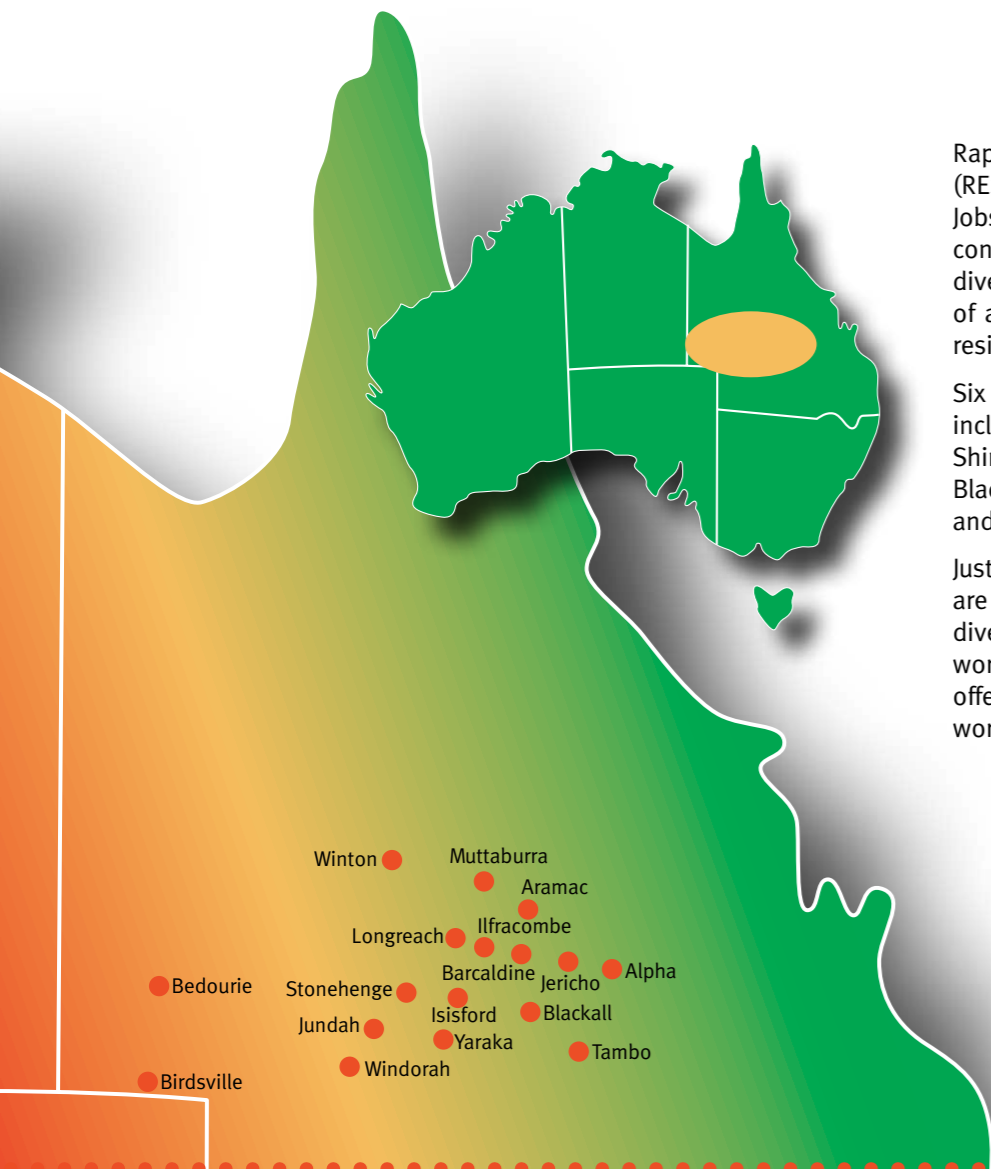 Rap
(RE
Jobs
con
dive
of a
resi
Six
incl
Shir
Blac
and
Just
are
dive
wor
offe
wor
Winton
Muttaburra
Aramac
Ilfracombe
Longreach
Barcaldine
Jericho
Alpha
Bedourie
Stonehenge
Isisford
Blackall
Jundah
Yaraka
Tambo
Windorah
Birdsville